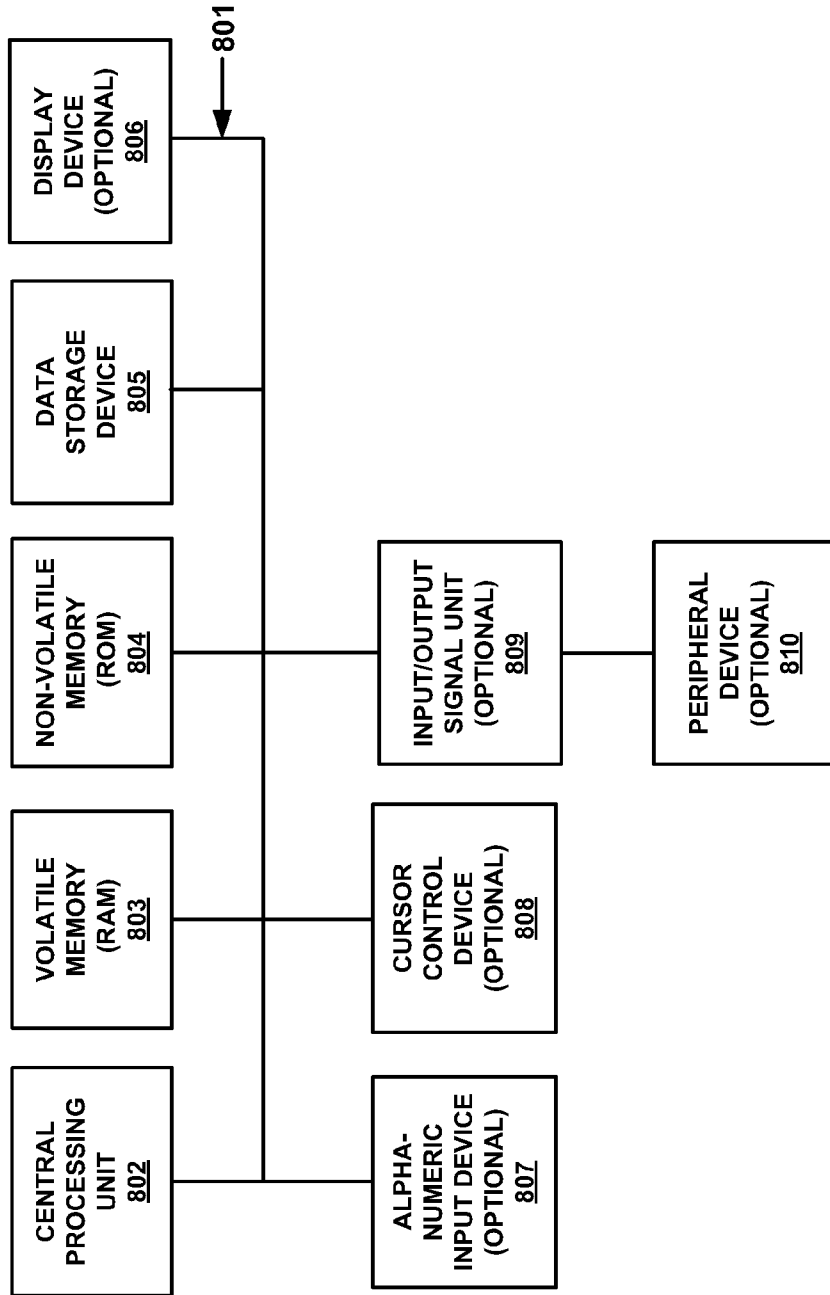 CENTRAL
PROCESSING
UNIT
802
VOLATILE
MEMORY
(RAM)
803
NON-VOLATILE
MEMORY
(ROM)
804
DATA
STORAGE
DEVICE
805
DISPLAY
DEVICE
(OPTIONAL)
806
801
ALPHA-
NUMERIC
INPUT DEVICE
(OPTIONAL)
807
CURSOR
CONTROL
DEVICE
(OPTIONAL)
808
INPUT/OUTPUT
SIGNAL UNIT
(OPTIONAL)
809
PERIPHERAL
DEVICE
(OPTIONAL)
810